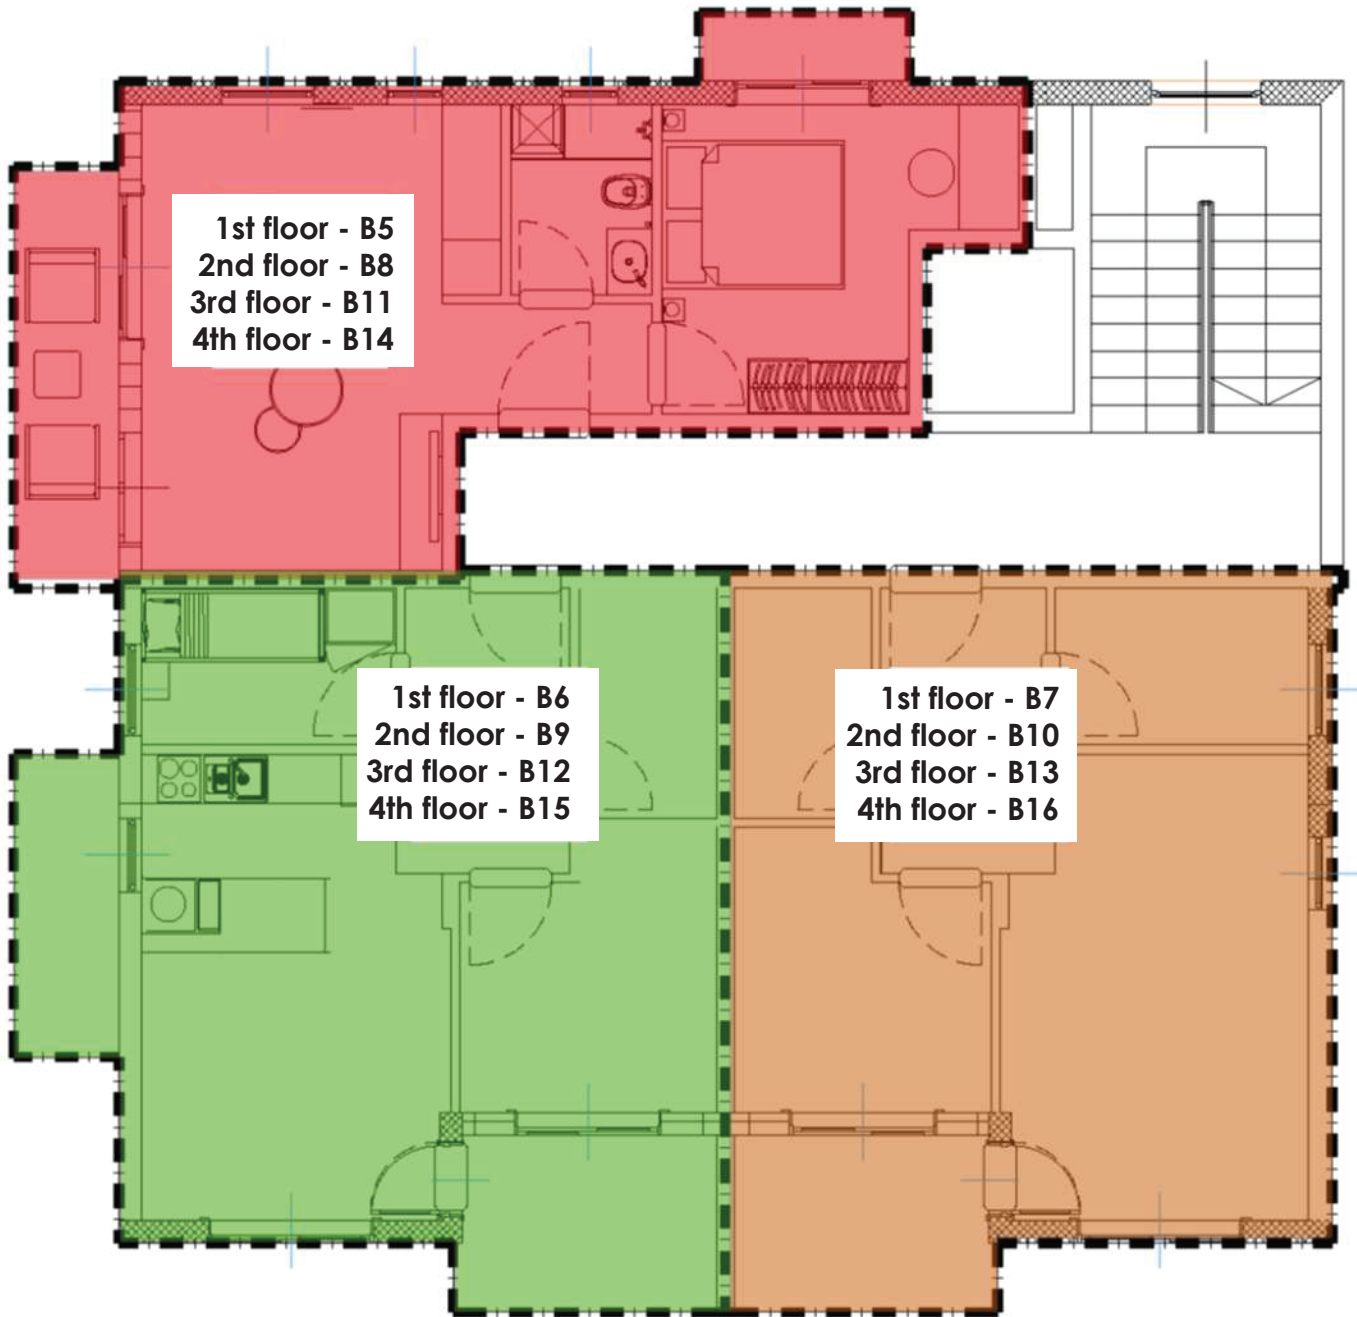 1st floor - B5
2nd floor - B8
3rd floor - B11
4th floor - B14
1st floor - B6
2nd floor - B9
3rd floor - B12
4th floor - B15
1st floor - B7
2nd floor - B10
3rd floor - B13
4th floor - B16